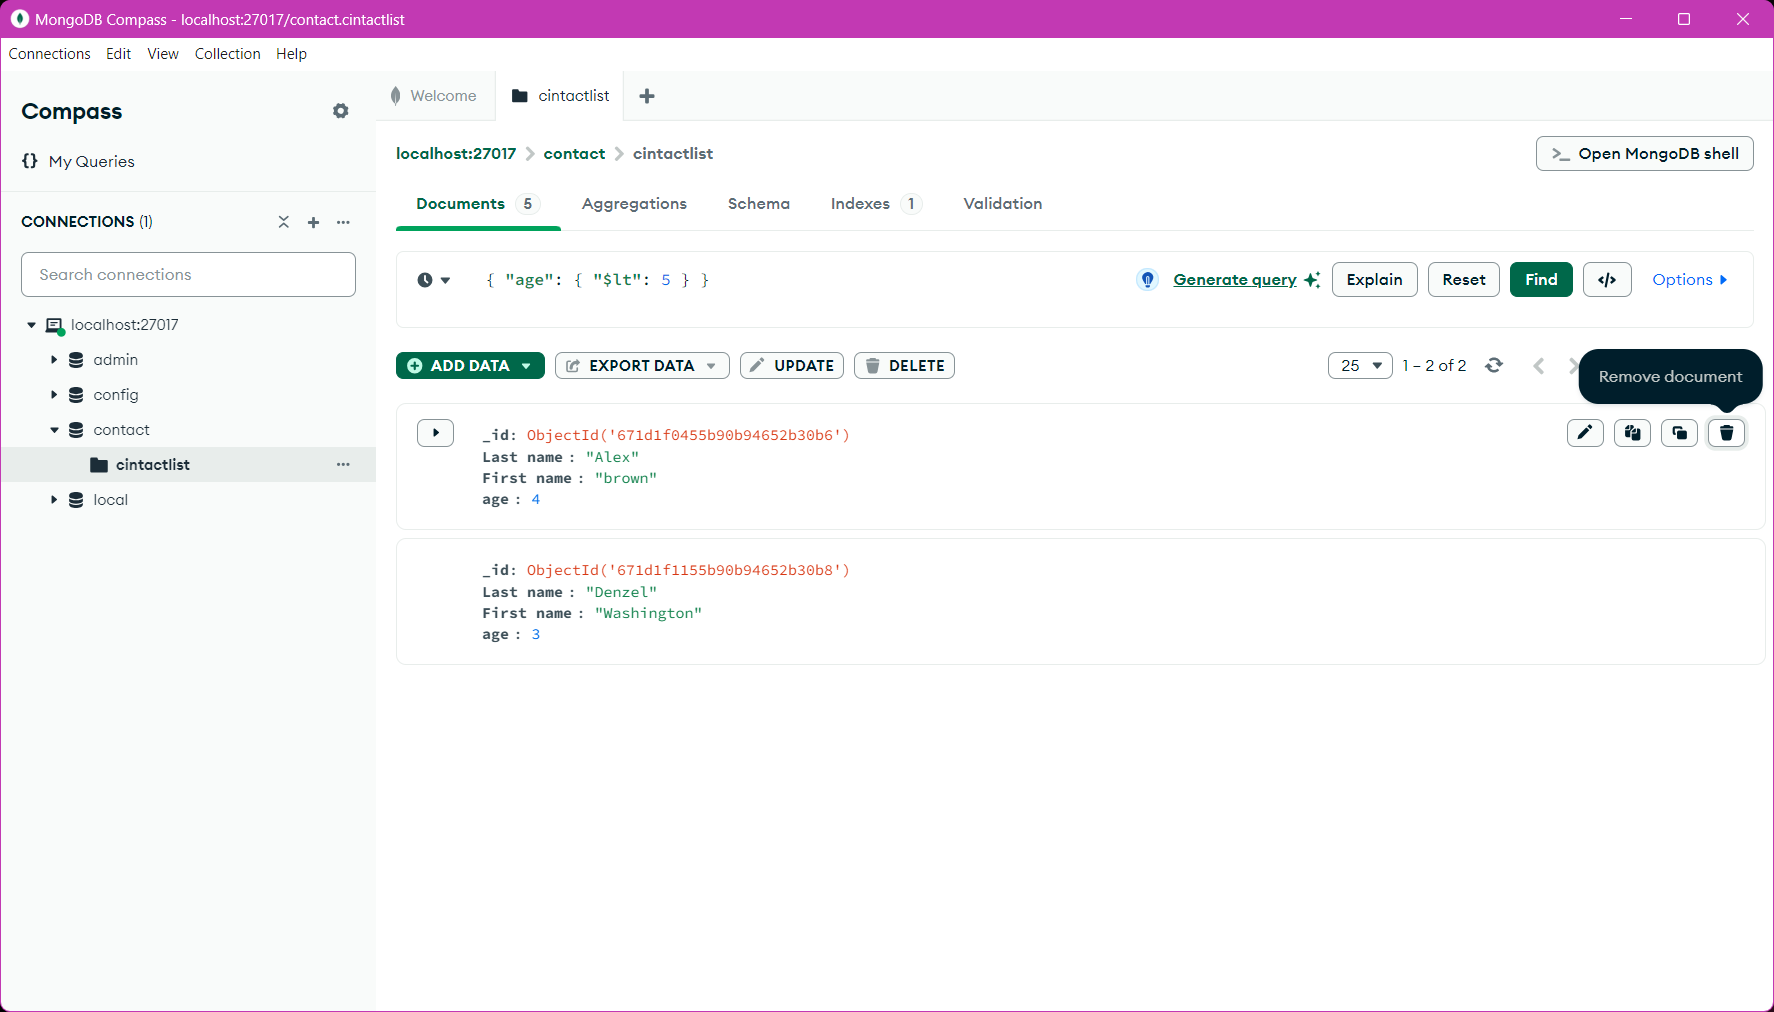 MongoDB Compass - localhost:27017/contact.cintactlist
Connections Edit View Collection Help
Compass
{} My Queries
CONNECTIONS (1)
Search connections
localhost:27017
admin
config
contact
cintactlist
local
Welcome
cintactlist
localhost:27017 > contact > cintactlist
>_ Open MongoDB shell
Documents 5 Aggregations Schema Indexes 1 Validation
{ "age": { "$lt": 5 } }
Generate query Explain Reset Find </> Options
ADD DATA EXPORT DATA UPDATE DELETE
25 1 – 2 of 2
Remove document
_id: ObjectId('671d1f0455b90b94652b30b6')
Last name : "Alex"
First name : "brown"
age : 4
_id: ObjectId('671d1f1155b90b94652b30b8')
Last name : "Denzel"
First name : "Washington"
age : 3